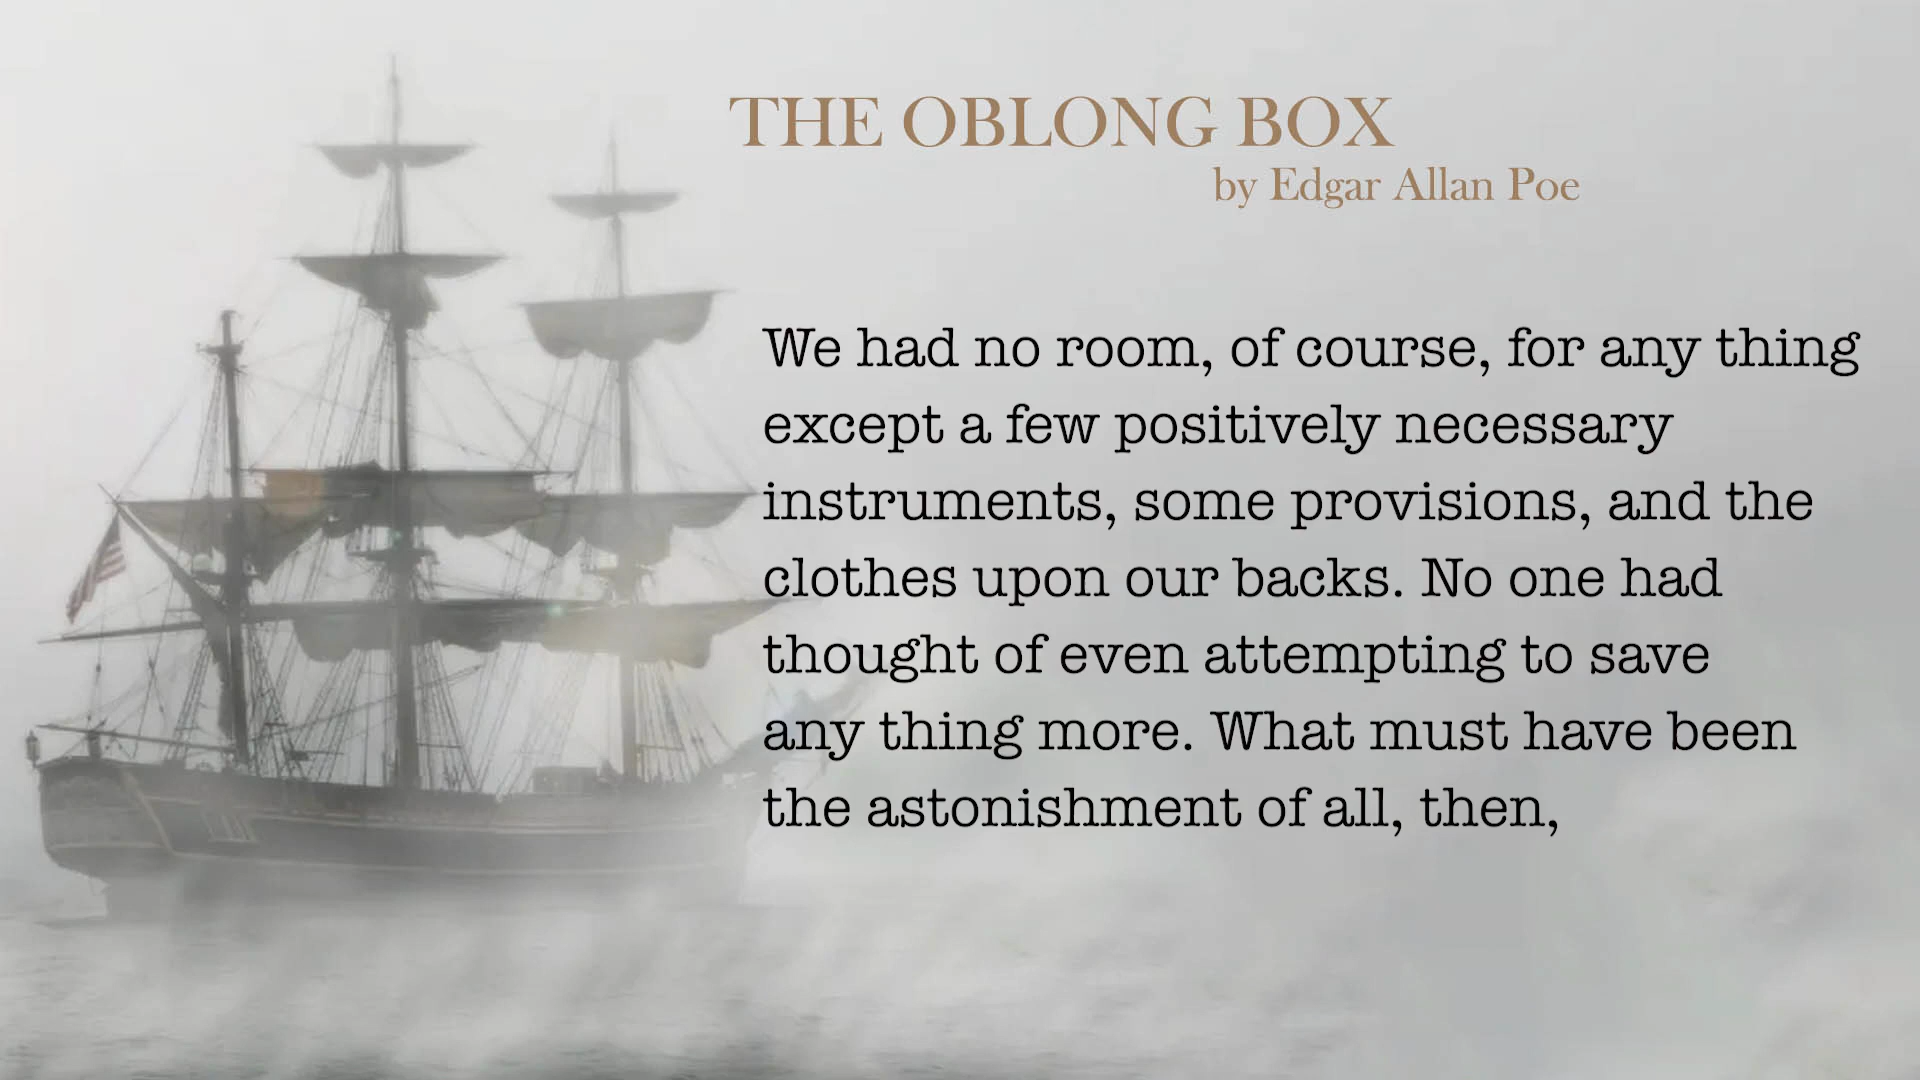 THE OBLONG BOX
by Edgar Allan Poe
We had no room, of course, for any thing
except a few positively necessary
instruments, some provisions, and the
clothes upon our backs. No one had
thought of even attempting to save
any thing more. What must have been
the astonishment of all, then,